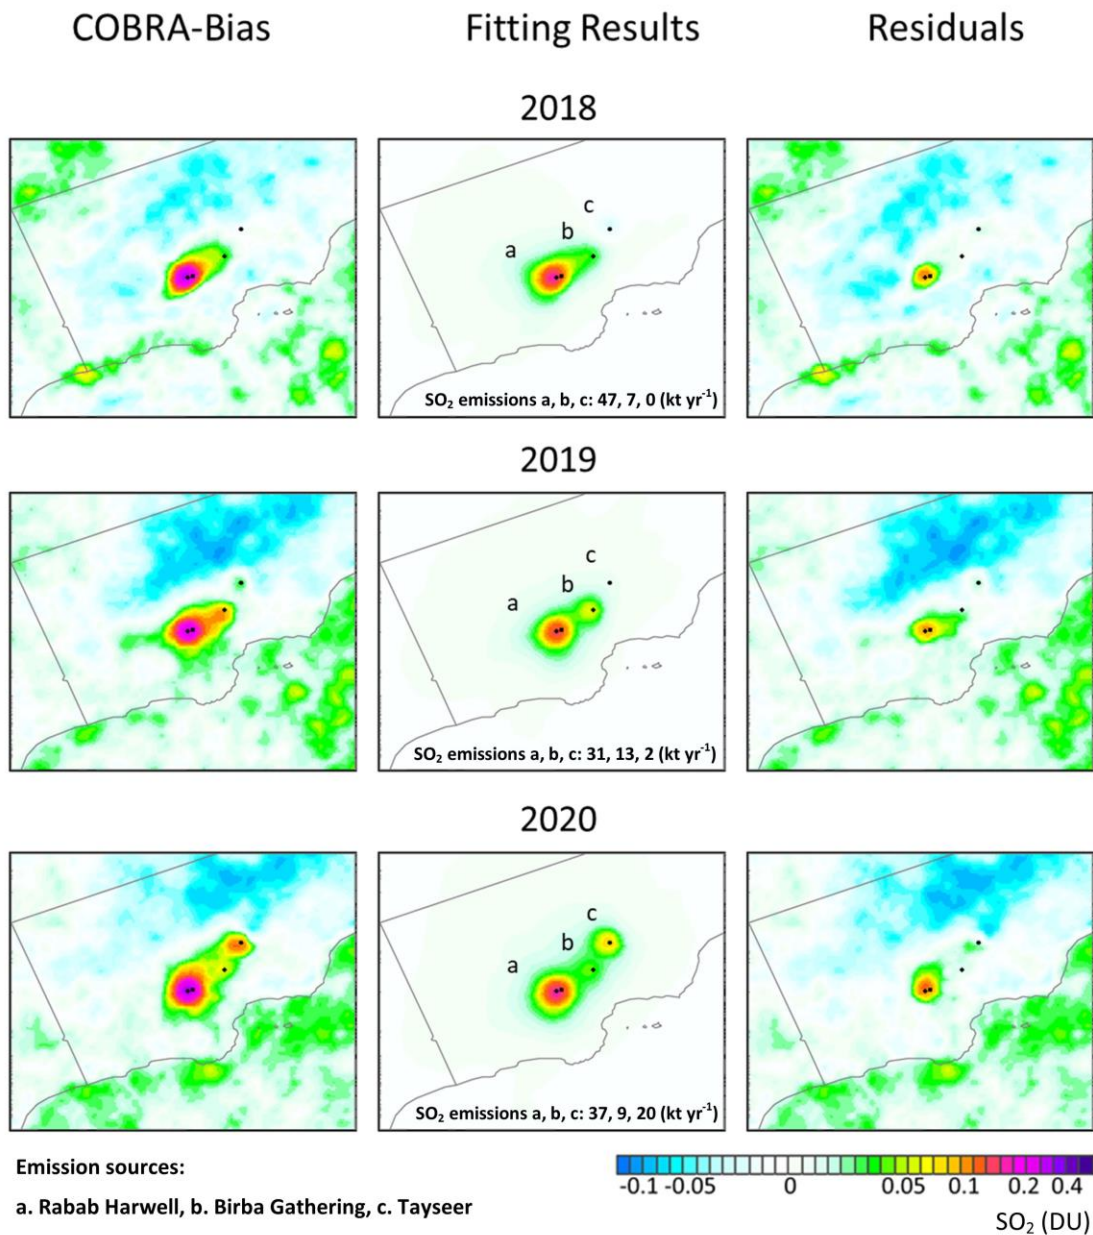 COBRA-Bias Fitting Results Residuals
2018
c
b
a
SO₂ emissions a, b, c: 47, 7, 0 (kt yr⁻¹)
2019
c
b
a
SO₂ emissions a, b, c: 31, 13, 2 (kt yr⁻¹)
2020
c
b
a
SO₂ emissions a, b, c: 37, 9, 20 (kt yr⁻¹)
Emission sources:
a. Rabab Harwell, b. Birba Gathering, c. Tayseer
-0.1 -0.05 0 0.05 0.1 0.2 0.4
SO₂ (DU)